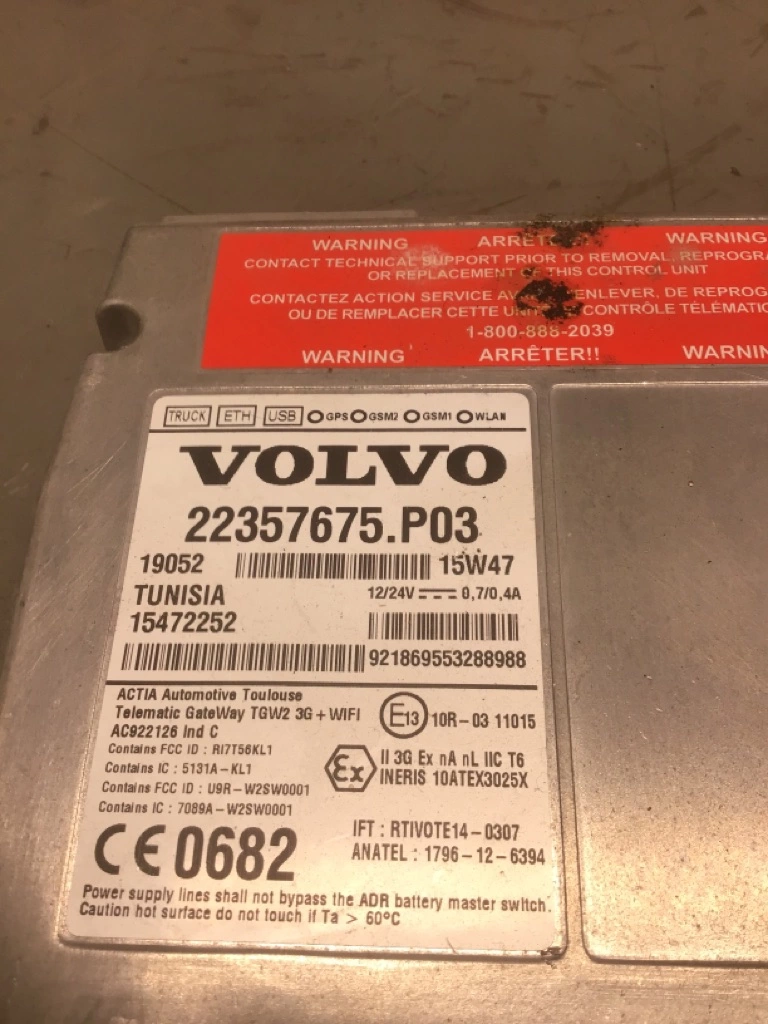 WARNING ARRÊTER!! WARNING
CONTACT TECHNICAL SUPPORT PRIOR TO REMOVAL, REPROGRA
OR REPLACEMENT OF THIS CONTROL UNIT
CONTACTEZ ACTION SERVICE ENLEVER, DE REPROG
OU DE REMPLACER CETTE CONTRÔLE TÉLÉMATIQ
1-800-888-2039
WARNING ARRÊTER!! WARNIN
TRUCK ETH USB GPS GSM2 GSM1 WLAN
VOLVO
22357675.P03
19052 15W47
TUNISIA 12/24V 0,7/0,4A
15472252
921869553288988
ACTIA Automotive Toulouse
Telematic GateWay TGW2 3G + WIFI
AC922126 Ind C
E13 10R-03 11015
Contains FCC ID : RI7T56KL1
Contains IC : 5131A-KL1
Contains FCC ID : U9R-W2SW0001
Contains IC : 7089A-W2SW0001
Ex II 3G Ex nA nL IIC T6
INERIS 10ATEX3025X
CE 0682
IFT : RTIVOTE14-0307
ANATEL : 1796-12-6394
Power supply lines shall not bypass the ADR battery master switch.
Caution hot surface do not touch if Ta > 60°C